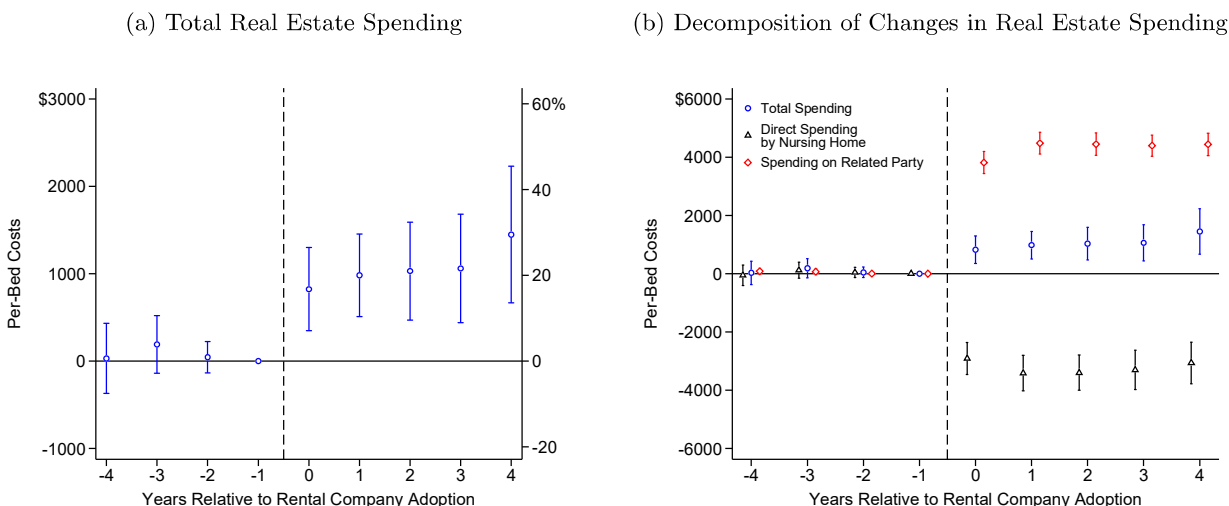 (a) Total Real Estate Spending
$3000
2000
1000
0
-1000
60%
40
20
0
-20
Per-Bed Costs
-4 -3 -2 -1 0 1 2 3 4
Years Relative to Rental Company Adoption
(b) Decomposition of Changes in Real Estate Spending
$6000
4000
2000
0
-2000
-4000
-6000
Per-Bed Costs
Total Spending
Direct Spending
by Nursing Home
Spending on Related Party
-4 -3 -2 -1 0 1 2 3 4
Years Relative to Rental Company Adoption